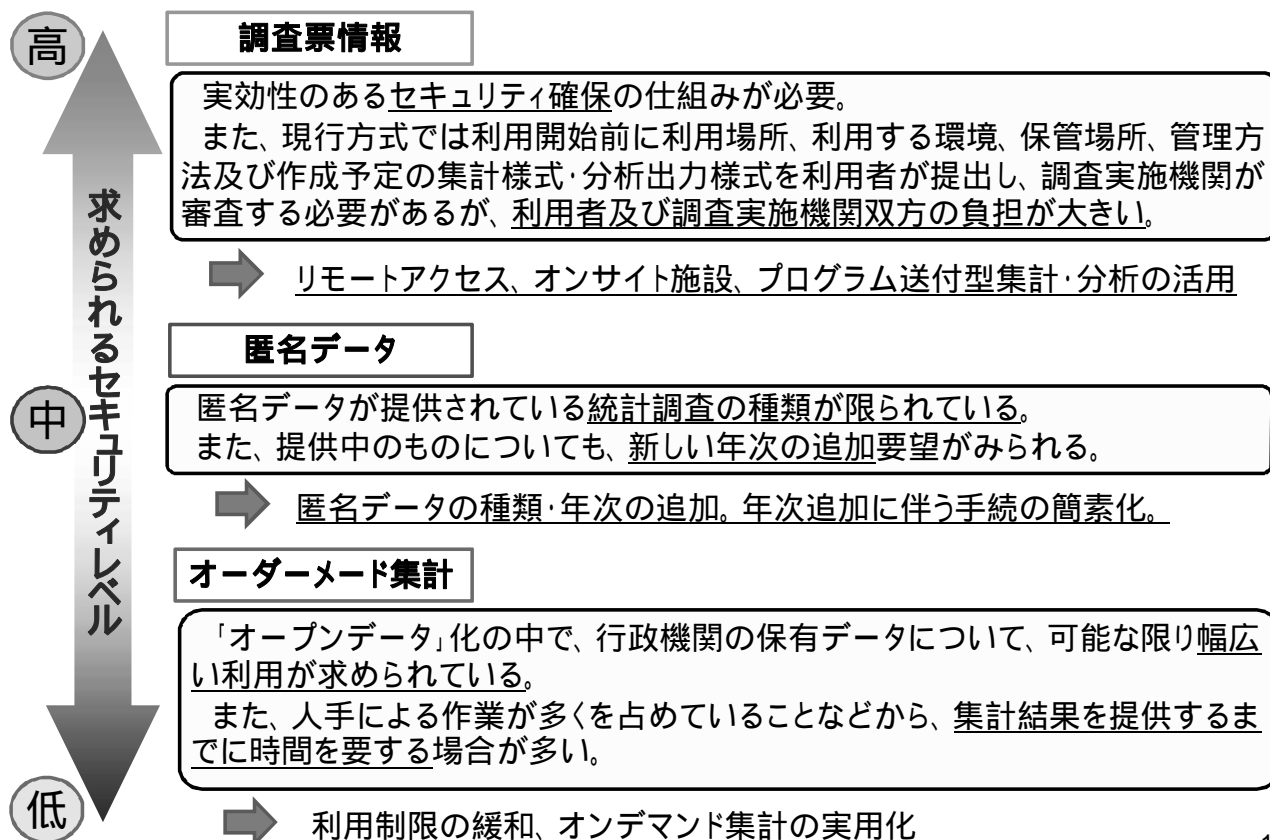 高
調査票情報
実効性のあるセキュリティ確保の仕組みが必要。
また、現行方式では利用開始前に利用場所、利用する環境、保管場所、管理方
法及び作成予定の集計様式・分析出力様式を利用者が提出し、調査実施機関が
審査する必要があるが、利用者及び調査実施機関双方の負担が大きい。
リモートアクセス、オンサイト施設、プログラム送付型集計・分析の活用
求められるセキュリティレベル
匿名データ
中
匿名データが提供されている統計調査の種類が限られている。
また、提供中のものについても、新しい年次の追加要望がみられる。
匿名データの種類・年次の追加。年次追加に伴う手続の簡素化。
オーダーメード集計
「オープンデータ」化の中で、行政機関の保有データについて、可能な限り幅広
い利用が求められている。
また、人手による作業が多くを占めていることなどから、集計結果を提供するま
でに時間を要する場合が多い。
低
利用制限の緩和、オンデマンド集計の実用化